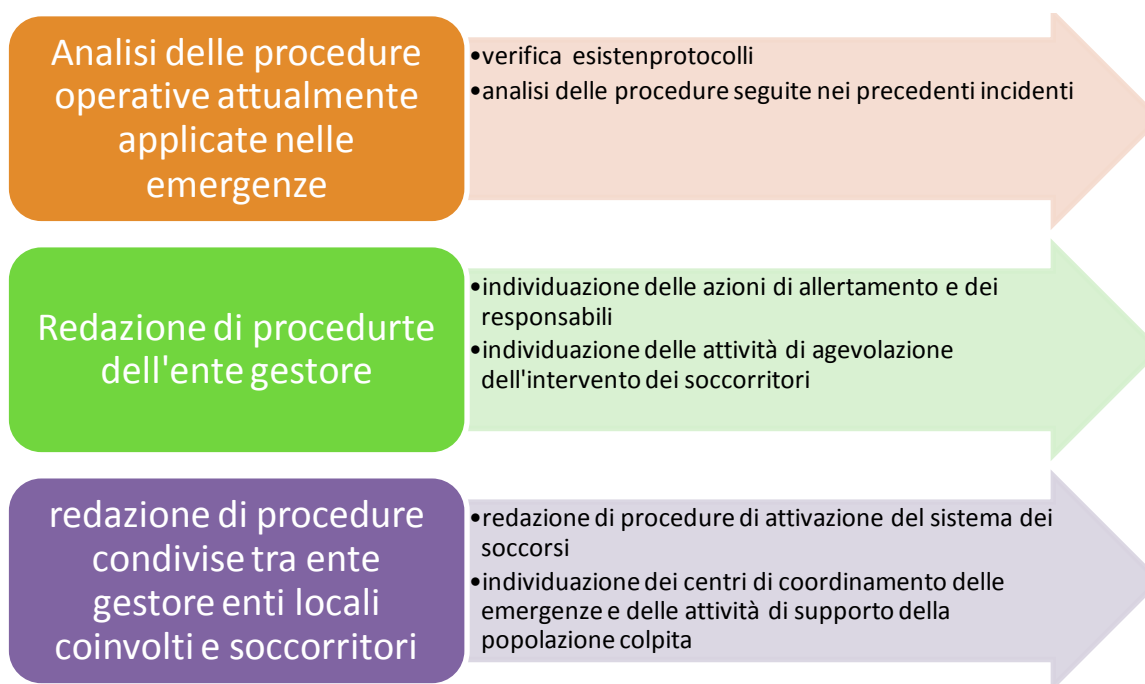 Analisi delle procedure
operative attualmente
applicate nelle
emergenze
•verifica esistenprotocolli
•analisi delle procedure seguite nei precedenti incidenti
Redazione di procedurte
dell'ente gestore
•individuazione delle azioni di allertamento e dei
responsabili
•individuazione delle attività di agevolazione
dell'intervento dei soccorritori
redazione di procedure
condivise tra ente
gestore enti locali
coinvolti e soccorritori
•redazione di procedure di attivazione del sistema dei
soccorsi
•individuazione dei centri di coordinamento delle
emergenze e delle attività di supporto della
popolazione colpita